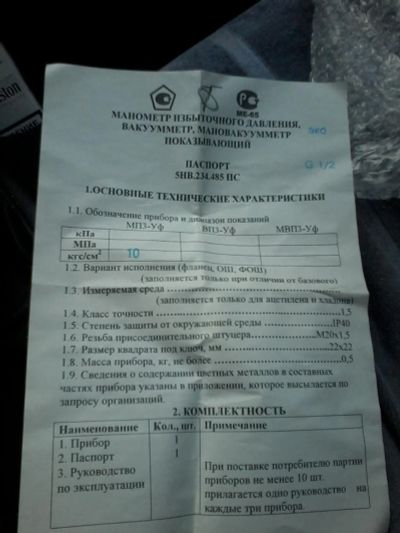 МЕ-65
МАНОМЕТР ИЗБЫТОЧНОГО ДАВЛЕНИЯ,
ВАКУУММЕТР, МАНОВАКУУММЕТР эко
ПОКАЗЫВАЮЩИЙ
ПАСПОРТ G 1/2
5НВ.234.485 ПС
1.ОСНОВНЫЕ ТЕХНИЧЕСКИЕ ХАРАКТЕРИСТИКИ
1.1. Обозначение прибора и диапазон показаний
МП3-Уф ВП3-Уф МВП3-Уф
кПа
МПа
кгс/см² 10
1.2. Вариант исполнения (фланец, ОШ, ФОШ)
(заполняется только при отличии от базового)
1.3. Измеряемая среда
(заполняется только для ацетилена и хладона)
1.4. Класс точности 1,5
1.5. Степень защиты от окружающей среды IP40
1.6. Резьба присоединительного штуцера М20х1,5
1.7. Размер квадрата под ключ, мм 22х22
1.8. Масса прибора, кг, не более 0,5
1.9. Сведения о содержании цветных металлов в составных
частях прибора указаны в приложении, которое высылается по
запросу организаций.
2. КОМПЛЕКТНОСТЬ
Наименование Кол., шт. Примечание
1. Прибор 1
2. Паспорт 1
3. Руководство
по эксплуатации
При поставке потребителю партии
приборов не менее 10 шт.
прилагается одно руководство на
каждые три прибора.